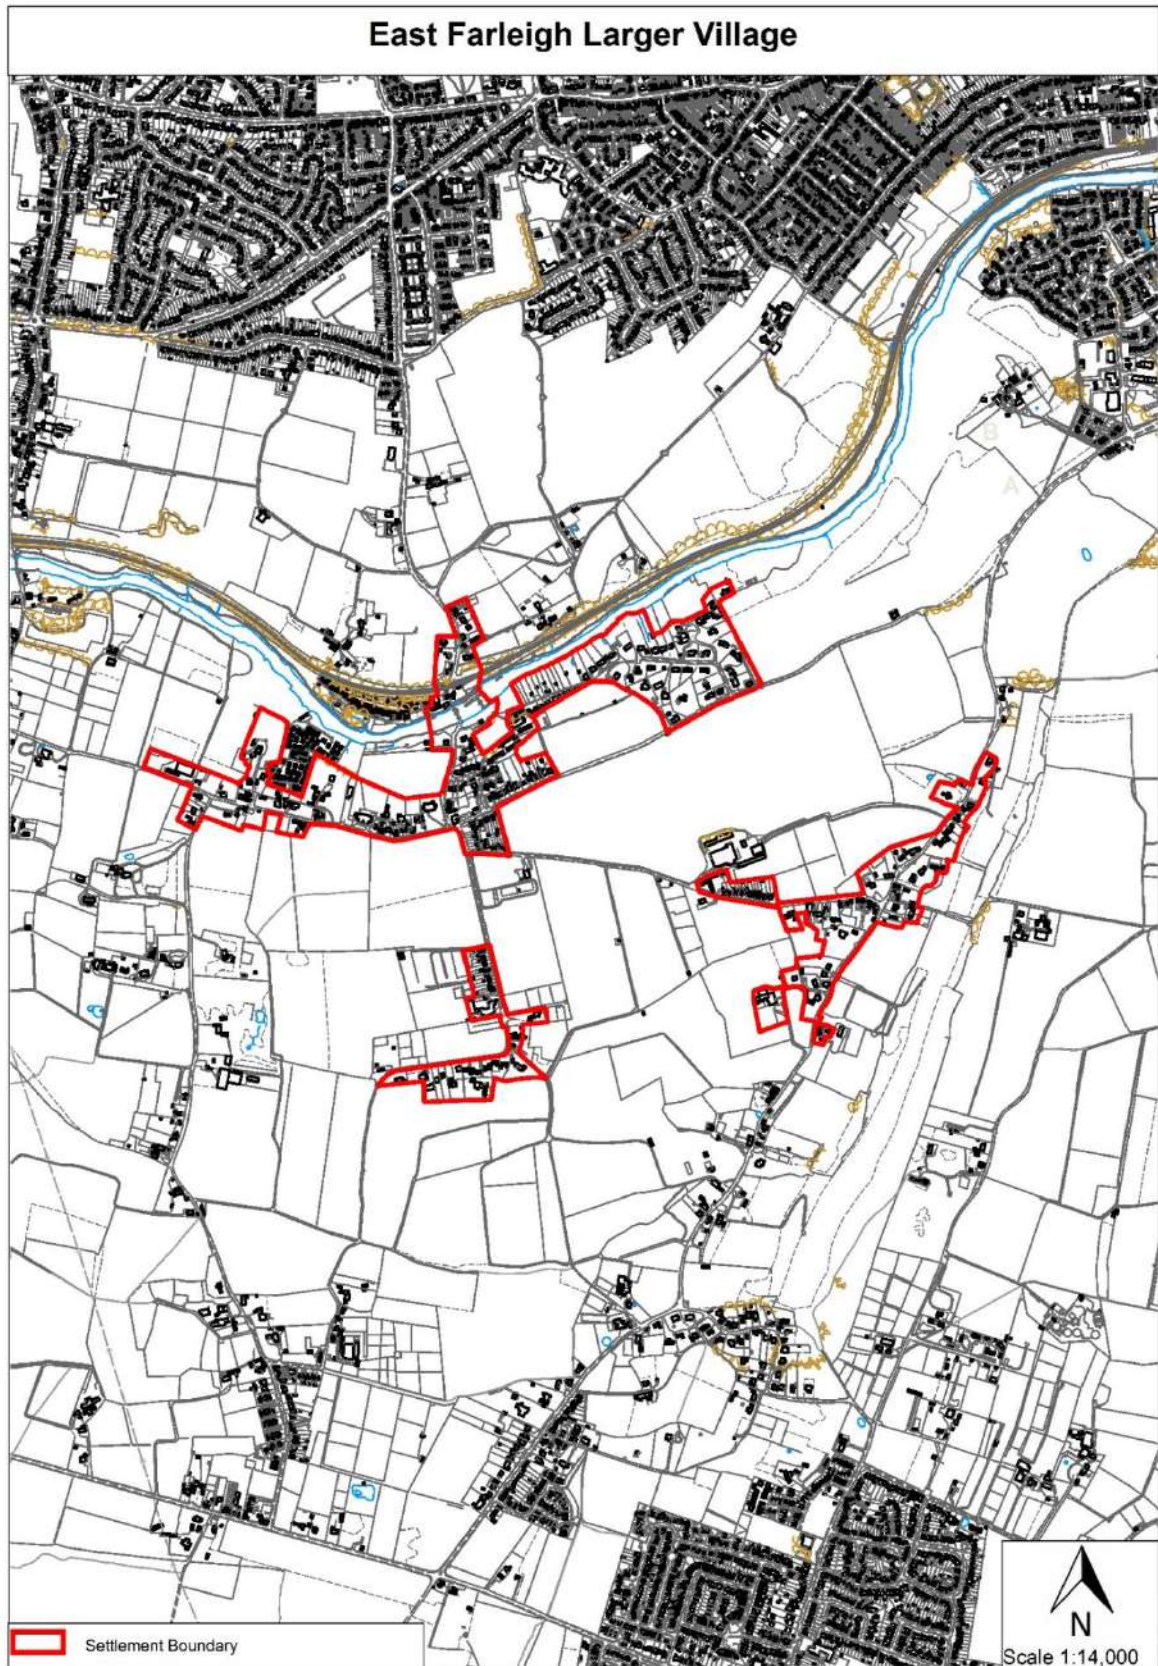 East Farleigh Larger Village
B
A
Settlement Boundary
N
Scale 1:14,000